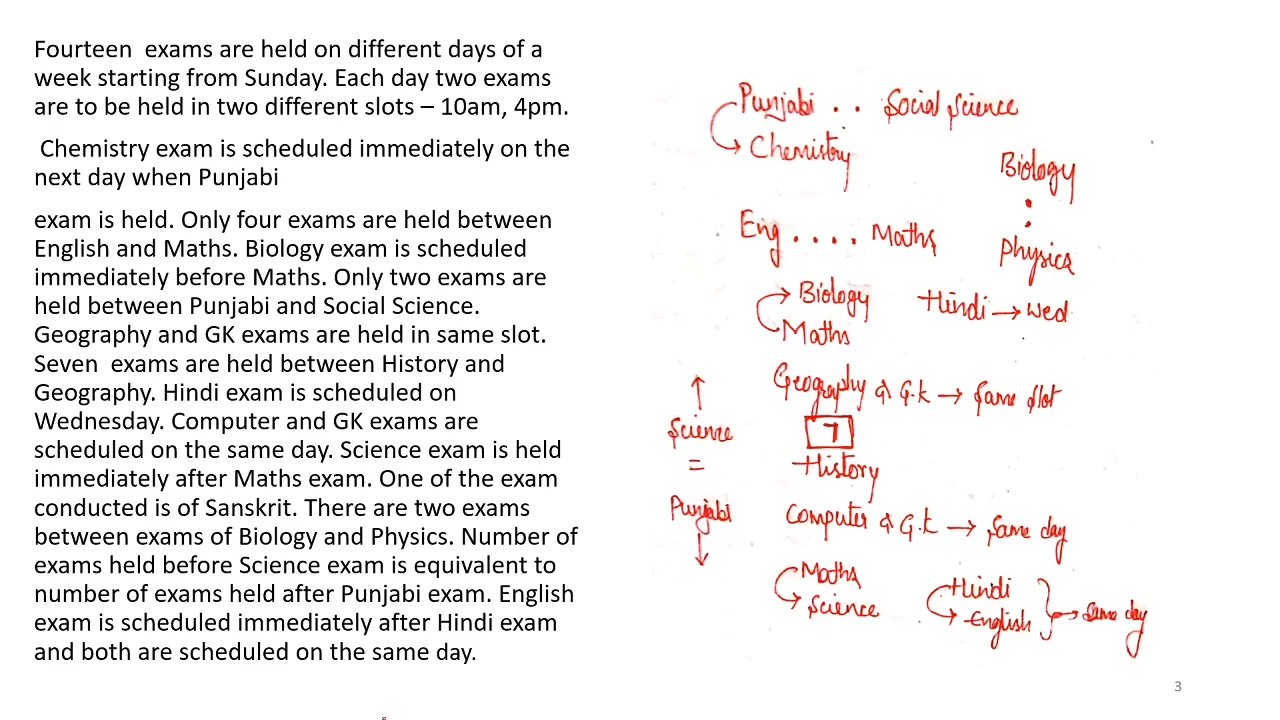 Fourteen  exams are held on different days of a
week starting from Sunday. Each day two exams
are to be held in two different slots – 10am, 4pm.
Chemistry exam is scheduled immediately on the
next day when Punjabi
exam is held. Only four exams are held between
English and Maths. Biology exam is scheduled
immediately before Maths. Only two exams are
held between Punjabi and Social Science.
Geography and GK exams are held in same slot.
Seven  exams are held between History and
Geography. Hindi exam is scheduled on
Wednesday. Computer and GK exams are
scheduled on the same day. Science exam is held
immediately after Maths exam. One of the exam
conducted is of Sanskrit. There are two exams
between exams of Biology and Physics. Number of
exams held before Science exam is equivalent to
number of exams held after Punjabi exam. English
exam is scheduled immediately after Hindi exam
and both are scheduled on the same day.
Punjabi . . Social Science
Chemistry
Biology
:
Physics
Eng . . . . Maths
Biology
Maths
Hindi → Wed
Geography & G.K → Same slot
7
History
↑
Science
=
Punjabi
↓
Computer & G.K → Same day
Maths
Science
Hindi
English
→ Same day
3